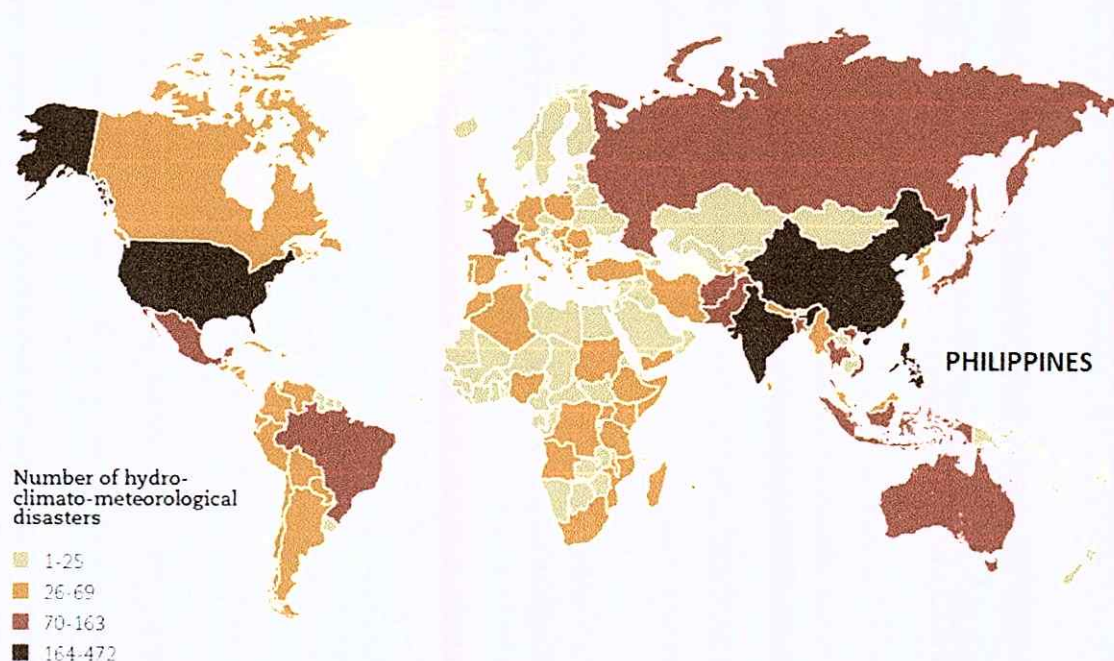 PHILIPPINES
Number of hydro-
climato-meteorological
disasters
1-25
26-69
70-163
164-472